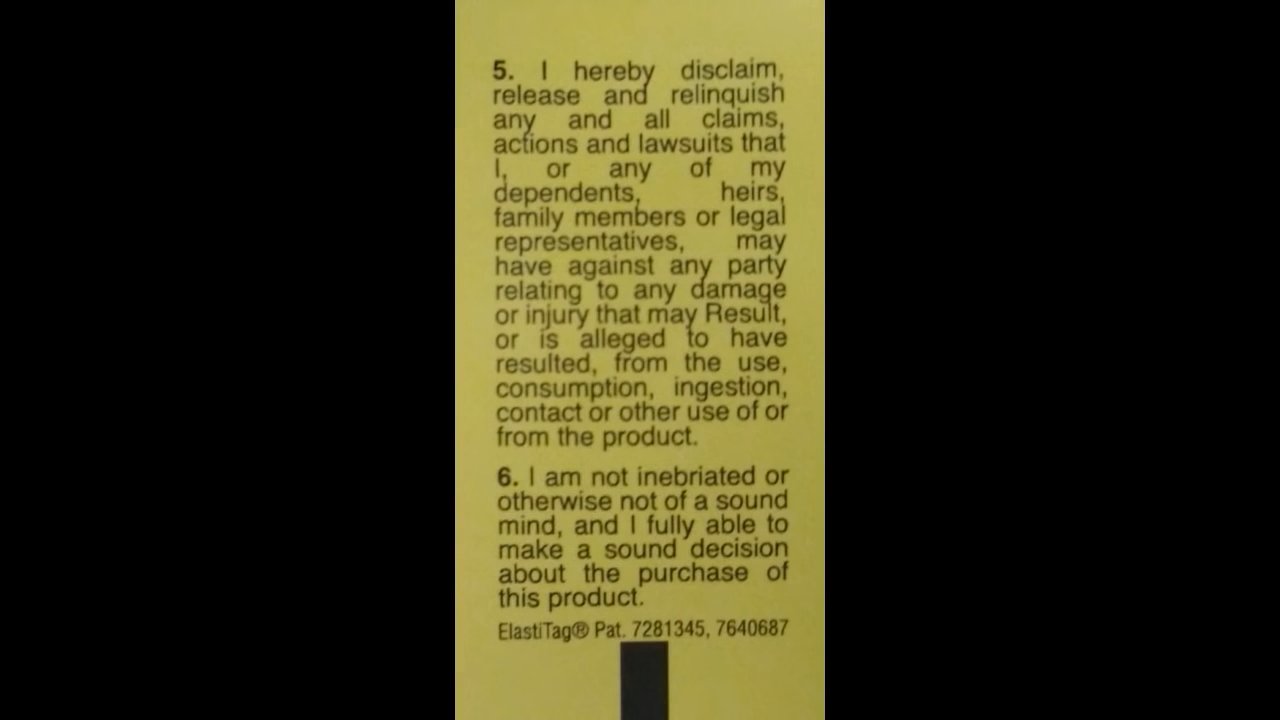 5. I hereby disclaim,
release and relinquish
any and all claims,
actions and lawsuits that
I, or any of my
dependents, heirs,
family members or legal
representatives, may
have against any party
relating to any damage
or injury that may Result,
or is alleged to have
resulted, from the use,
consumption, ingestion,
contact or other use of or
from the product.
6. I am not inebriated or
otherwise not of a sound
mind, and I fully able to
make a sound decision
about the purchase of
this product.
ElastiTag® Pat. 7281345, 7640687